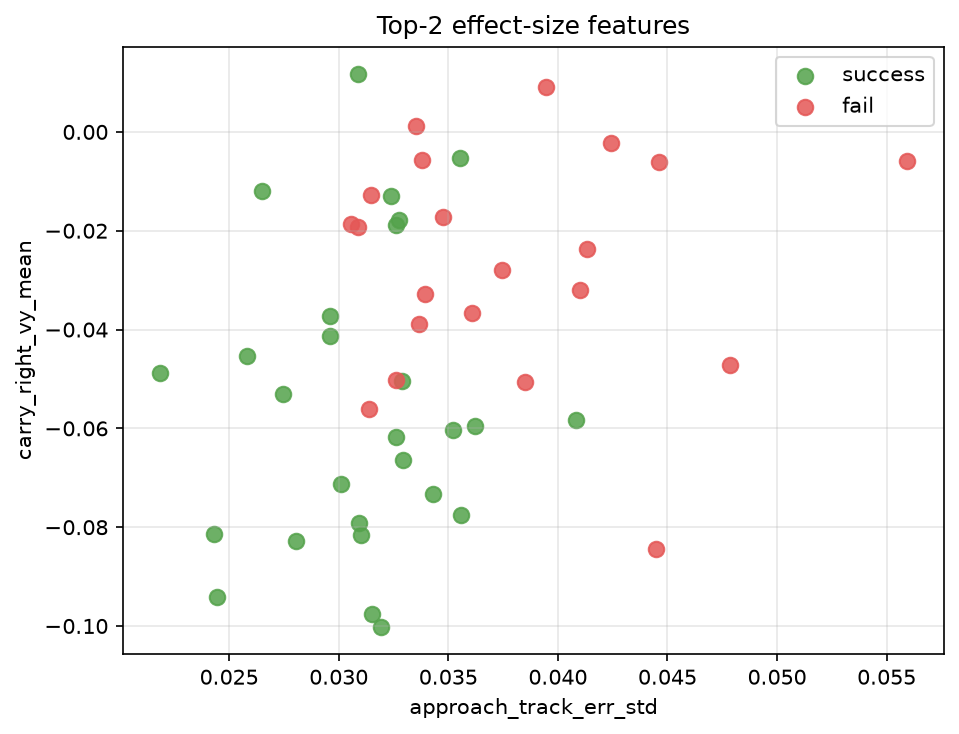 Top-2 effect-size features
success
fail
0.00
−0.02
−0.04
−0.06
−0.08
−0.10
carry_right_vy_mean
0.025 0.030 0.035 0.040 0.045 0.050 0.055
approach_track_err_std